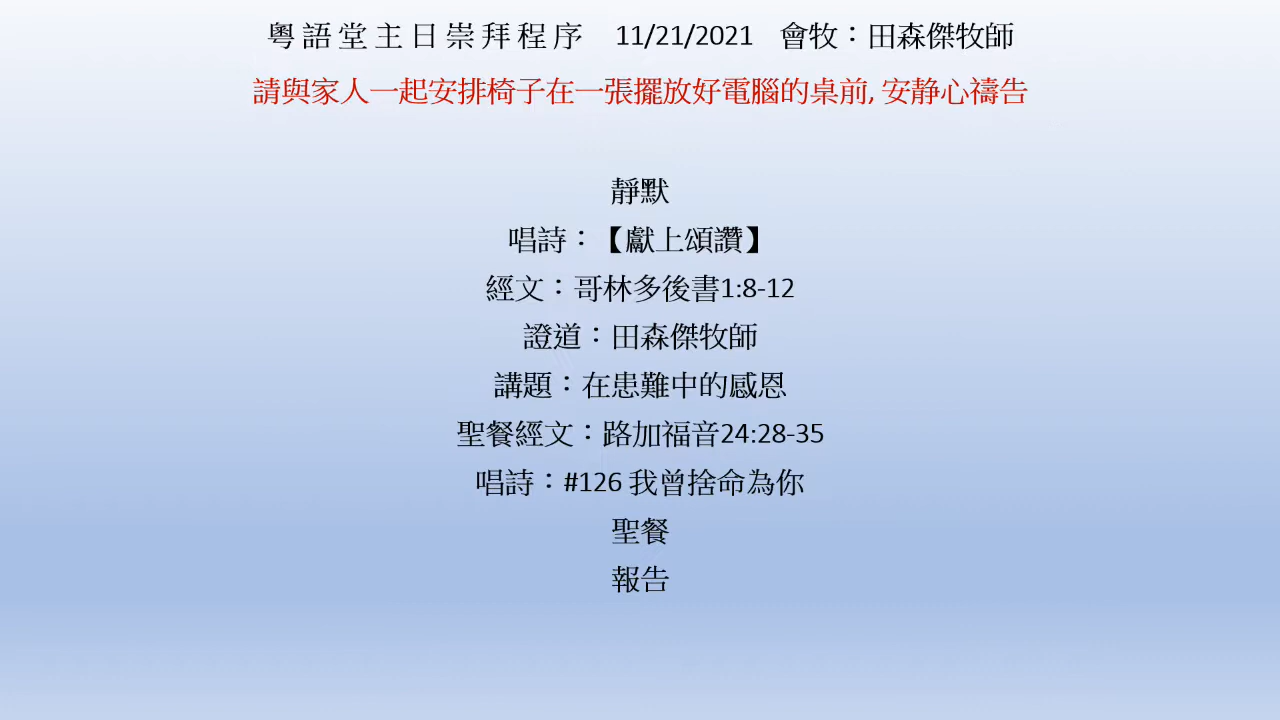 粵語堂主日崇拜程序 11/21/2021 會牧：田森傑牧師
請與家人一起安排椅子在一張擺放好電腦的桌前, 安静心禱告
靜默
唱詩：【獻上頌讚】
經文：哥林多後書1:8-12
證道：田森傑牧師
講題：在患難中的感恩
聖餐經文：路加福音24:28-35
唱詩：#126 我曾捨命為你
聖餐
報告